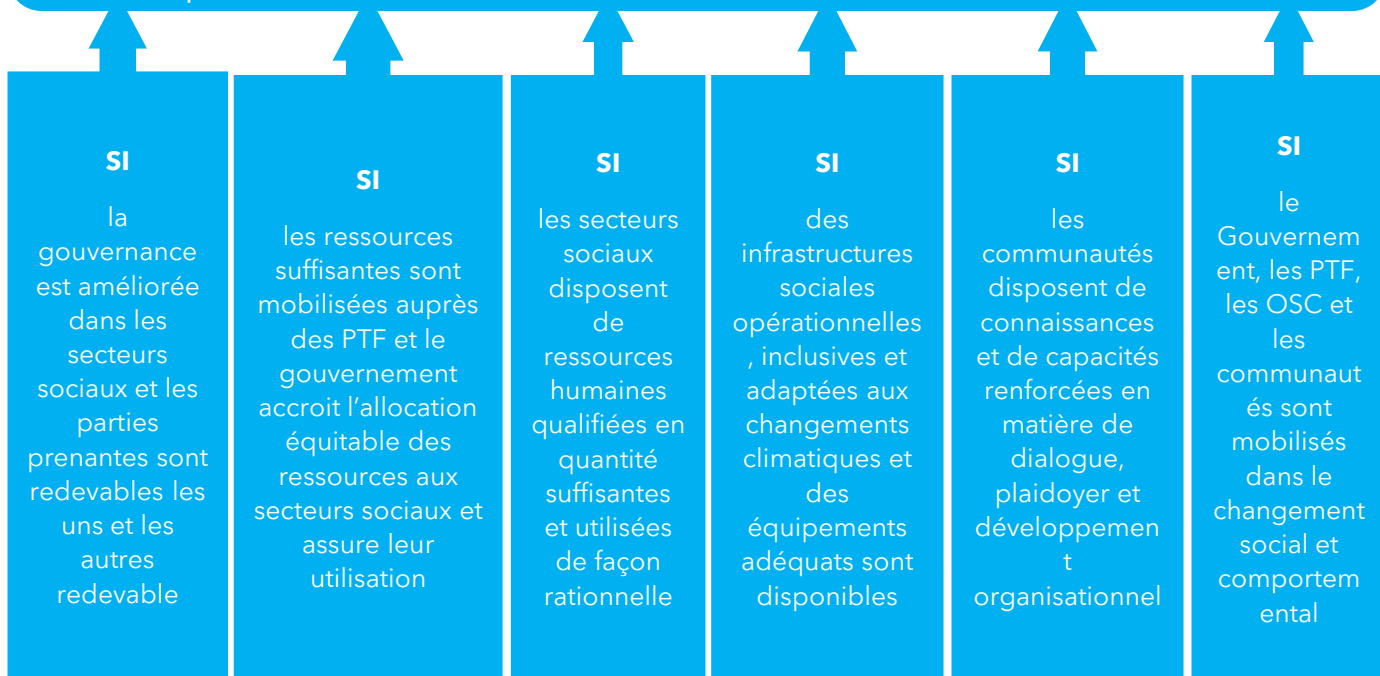 SI
la
gouvernance
est améliorée
dans les
secteurs
sociaux et les
parties
prenantes sont
redevables les
uns et les
autres
redevable
SI
les ressources
suffisantes sont
mobilisées auprès
des PTF et le
gouvernement
accroit l’allocation
équitable des
ressources aux
secteurs sociaux et
assure leur
utilisation
SI
les secteurs
sociaux
disposent
de
ressources
humaines
qualifiées en
quantité
suffisantes
et utilisées
de façon
rationnelle
SI
des
infrastructures
sociales
opérationnelles
, inclusives et
adaptées aux
changements
climatiques et
des
équipements
adéquats sont
disponibles
SI
les
communautés
disposent de
connaissances
et de capacités
renforcées en
matière de
dialogue,
plaidoyer et
développemen
t
organisationnel
SI
le
Gouvernem
ent, les PTF,
les OSC et
les
communaut
és sont
mobilisés
dans le
changement
social et
comportem
ental